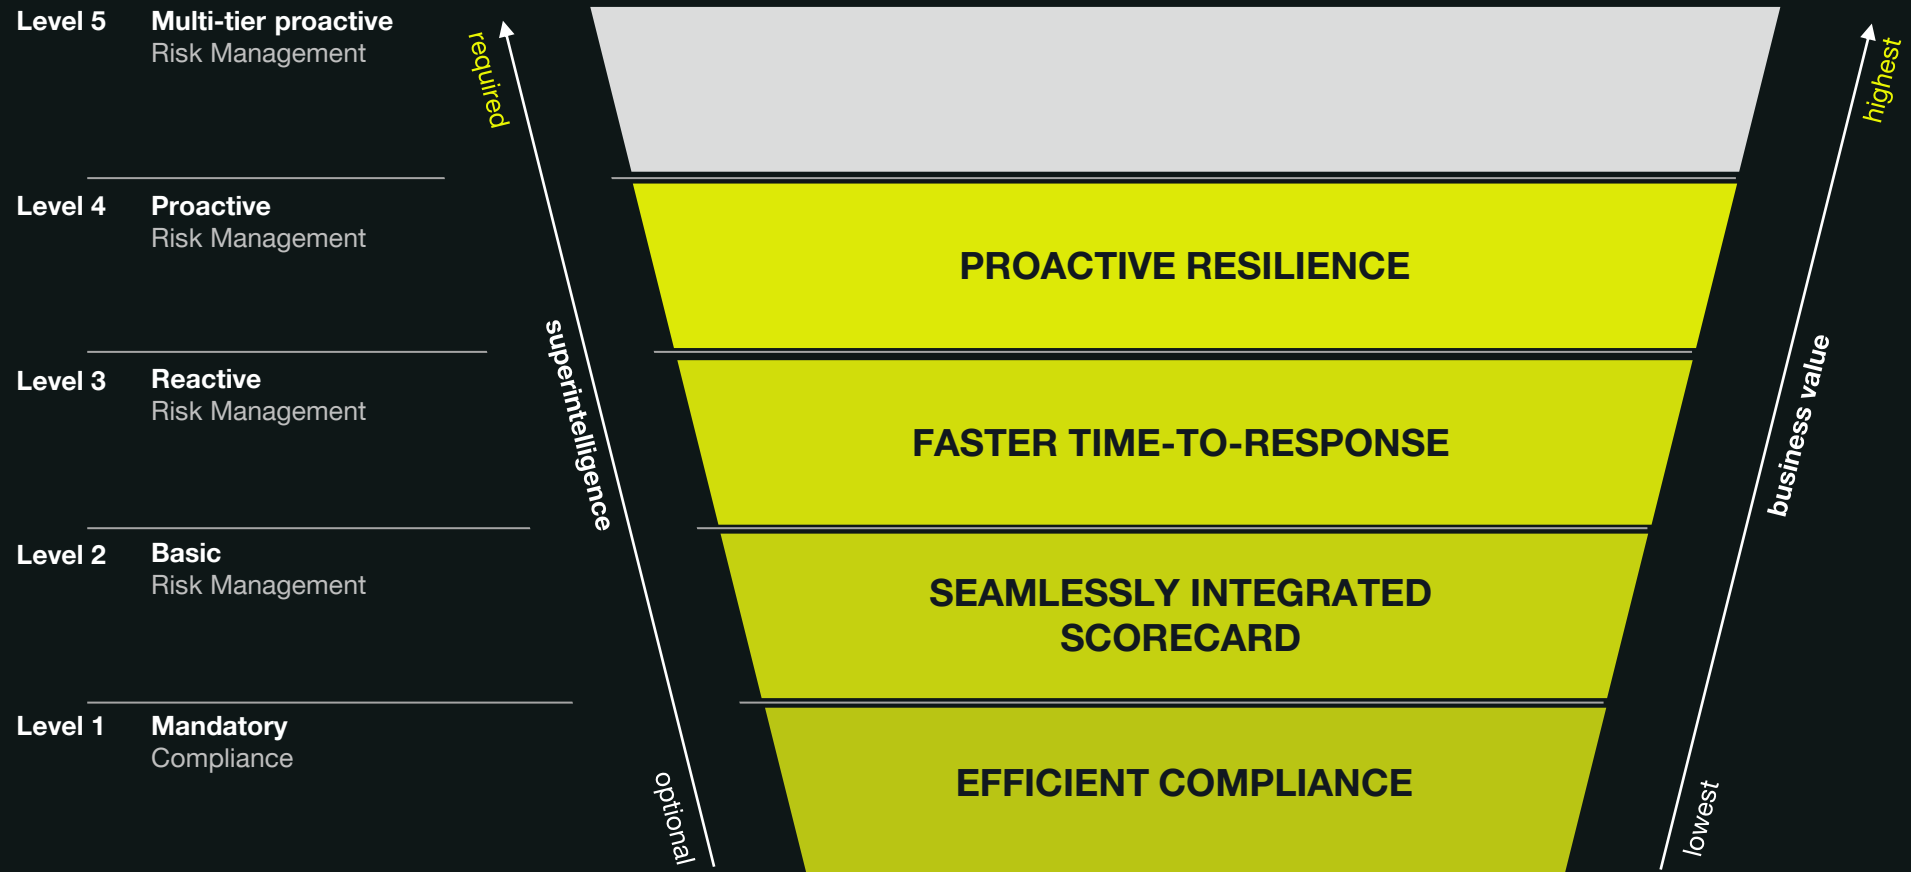 Level 5 Multi-tier proactive
Risk Management
required
highest
Level 4 Proactive
Risk Management
PROACTIVE RESILIENCE
Level 3 Reactive
Risk Management
superintelligence
business value
FASTER TIME-TO-RESPONSE
Level 2 Basic
Risk Management
SEAMLESSLY INTEGRATED
SCORECARD
Level 1 Mandatory
Compliance
EFFICIENT COMPLIANCE
optional
lowest